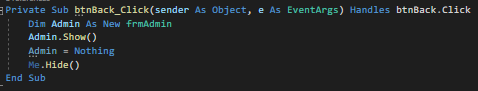 Private Sub btnBack_Click(sender As Object, e As EventArgs) Handles btnBack.Click
Dim Admin As New frmAdmin
Admin.Show()
Admin = Nothing
Me.Hide()
End Sub